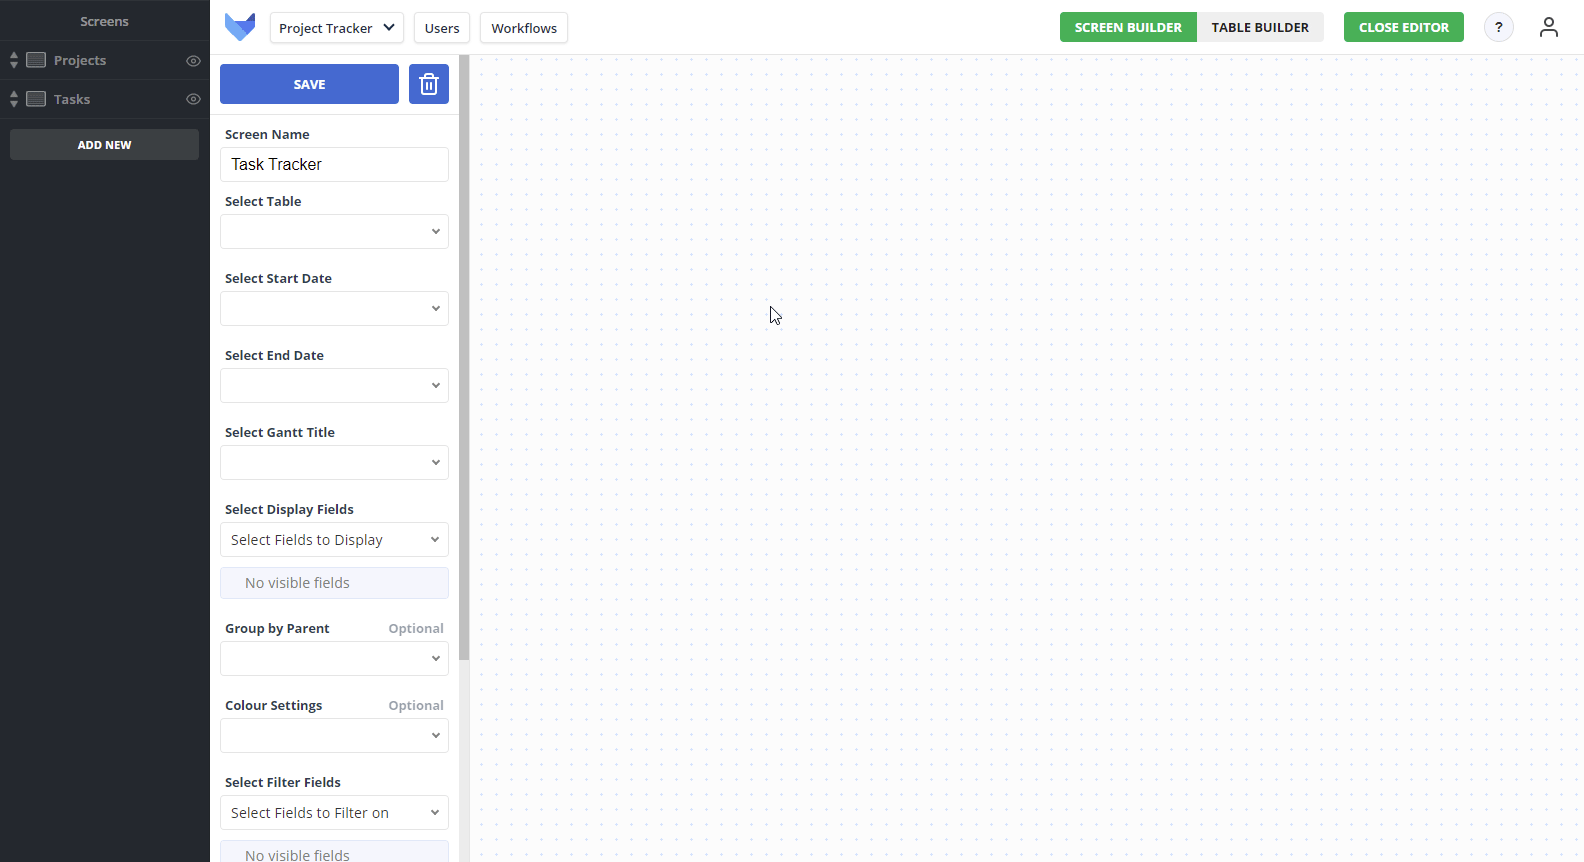 Screens
Projects
Tasks
ADD NEW
Project Tracker
Users
Workflows
SCREEN BUILDER
TABLE BUILDER
CLOSE EDITOR
?
SAVE
Screen Name
Task Tracker
Select Table
Select Start Date
Select End Date
Select Gantt Title
Select Display Fields
Select Fields to Display
No visible fields
Group by Parent Optional
Colour Settings Optional
Select Filter Fields
Select Fields to Filter on
No visible fields